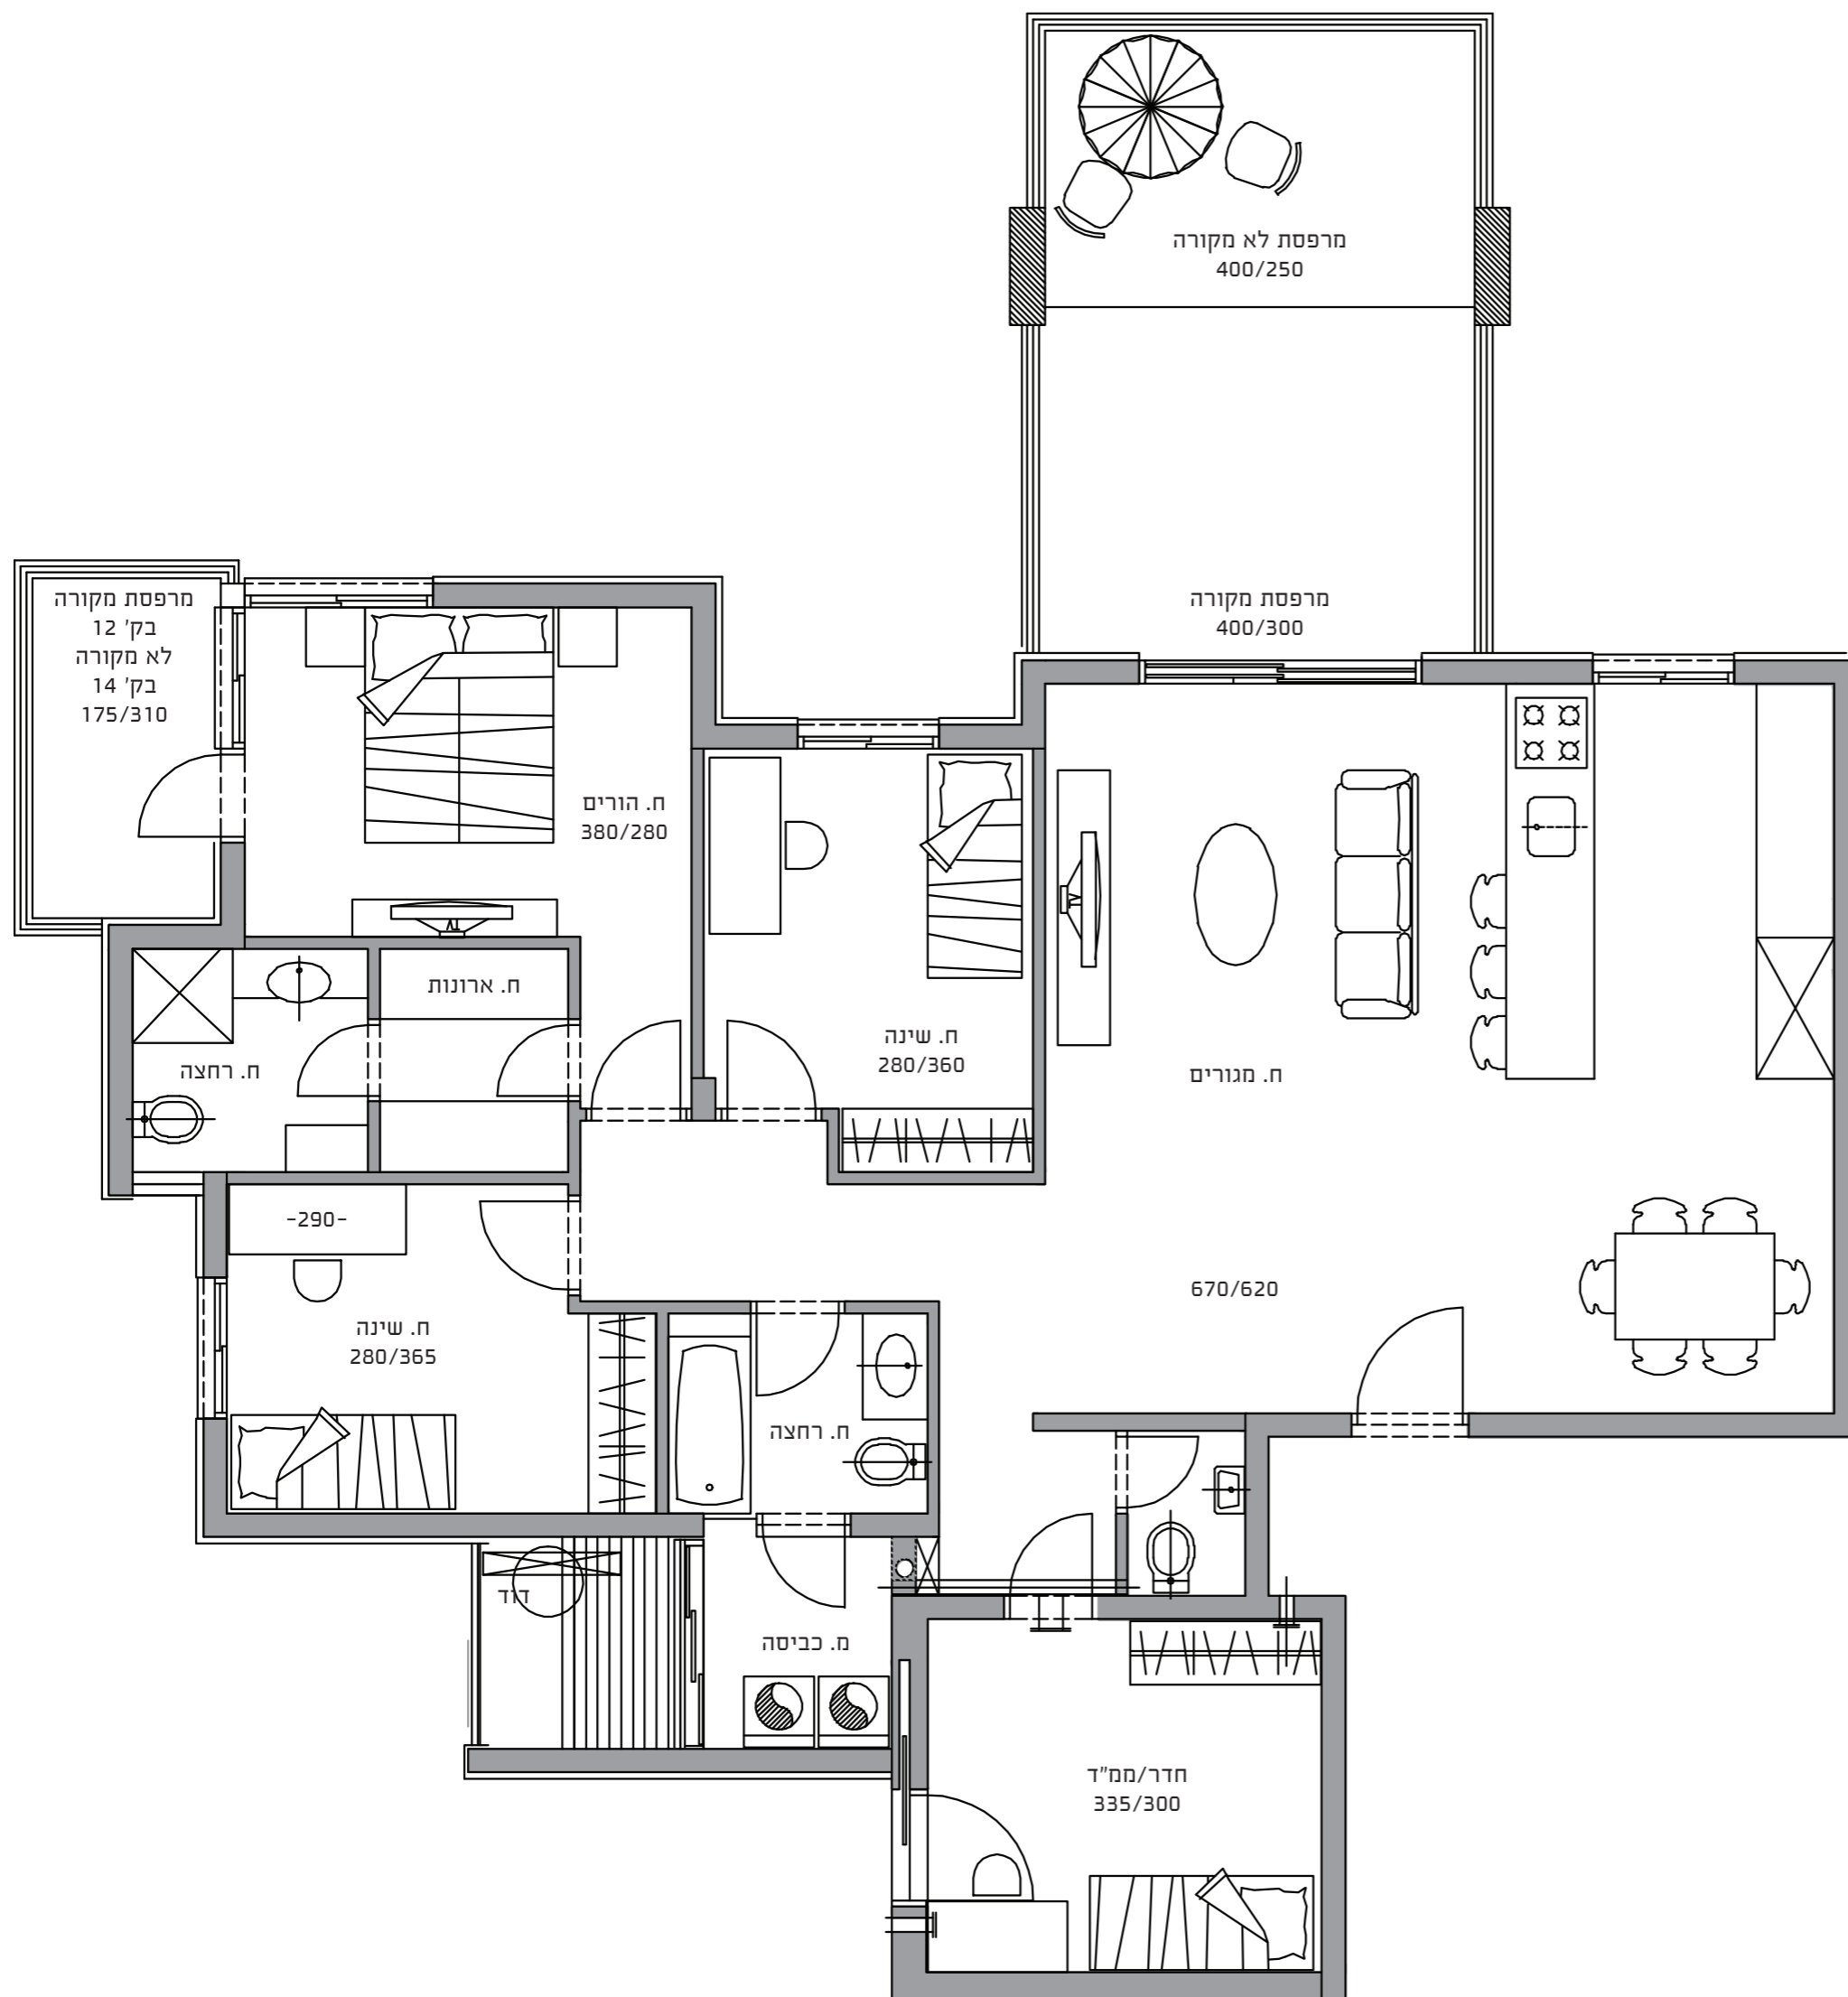 מרפסת לא מקורה
400/250
מרפסת מקורה
400/300
מרפסת מקורה
בק' 12
לא מקורה
בק' 14
175/310
ח. הורים
380/280
ח. ארונות
ח. רחצה
ח. שינה
280/360
ח. מגורים
670/620
-290-
ח. שינה
280/365
ח. רחצה
דוד
מ. כביסה
חדר/ממ"ד
335/300